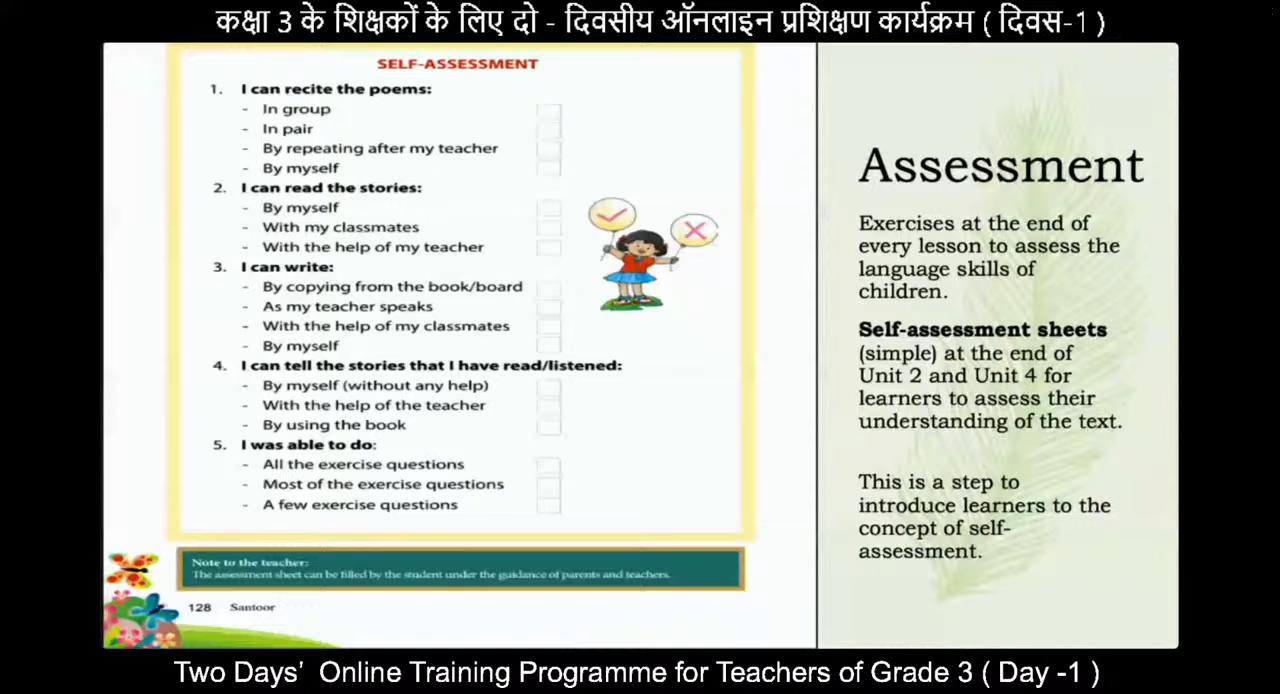 कक्षा 3 के शिक्षकों के लिए दो - दिवसीय ऑनलाइन प्रशिक्षण कार्यक्रम ( दिवस-1 )
SELF-ASSESSMENT
1. I can recite the poems:
- In group
- In pair
- By repeating after my teacher
- By myself
2. I can read the stories:
- By myself
- With my classmates
- With the help of my teacher
3. I can write:
- By copying from the book/board
- As my teacher speaks
- With the help of my classmates
- By myself
4. I can tell the stories that I have read/listened:
- By myself (without any help)
- With the help of the teacher
- By using the book
5. I was able to do:
- All the exercise questions
- Most of the exercise questions
- A few exercise questions
Note to the teacher:
The assessment sheet can be filled by the student under the guidance of parents and teachers.
128 Santoor
Assessment
Exercises at the end of
every lesson to assess the
language skills of
children.
Self-assessment sheets
(simple) at the end of
Unit 2 and Unit 4 for
learners to assess their
understanding of the text.
This is a step to
introduce learners to the
concept of self-
assessment.
Two Days' Online Training Programme for Teachers of Grade 3 ( Day -1 )